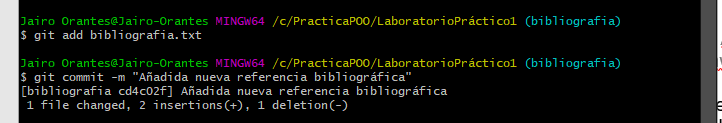 Jairo Orantes@Jairo-Orantes MINGW64 /c/PracticaPOO/LaboratorioPráctico1 (bibliografia)
$ git add bibliografia.txt
Jairo Orantes@Jairo-Orantes MINGW64 /c/PracticaPOO/LaboratorioPráctico1 (bibliografia)
$ git commit -m "Añadida nueva referencia bibliográfica"
[bibliografia cd4c02f] Añadida nueva referencia bibliográfica
1 file changed, 2 insertions(+), 1 deletion(-)